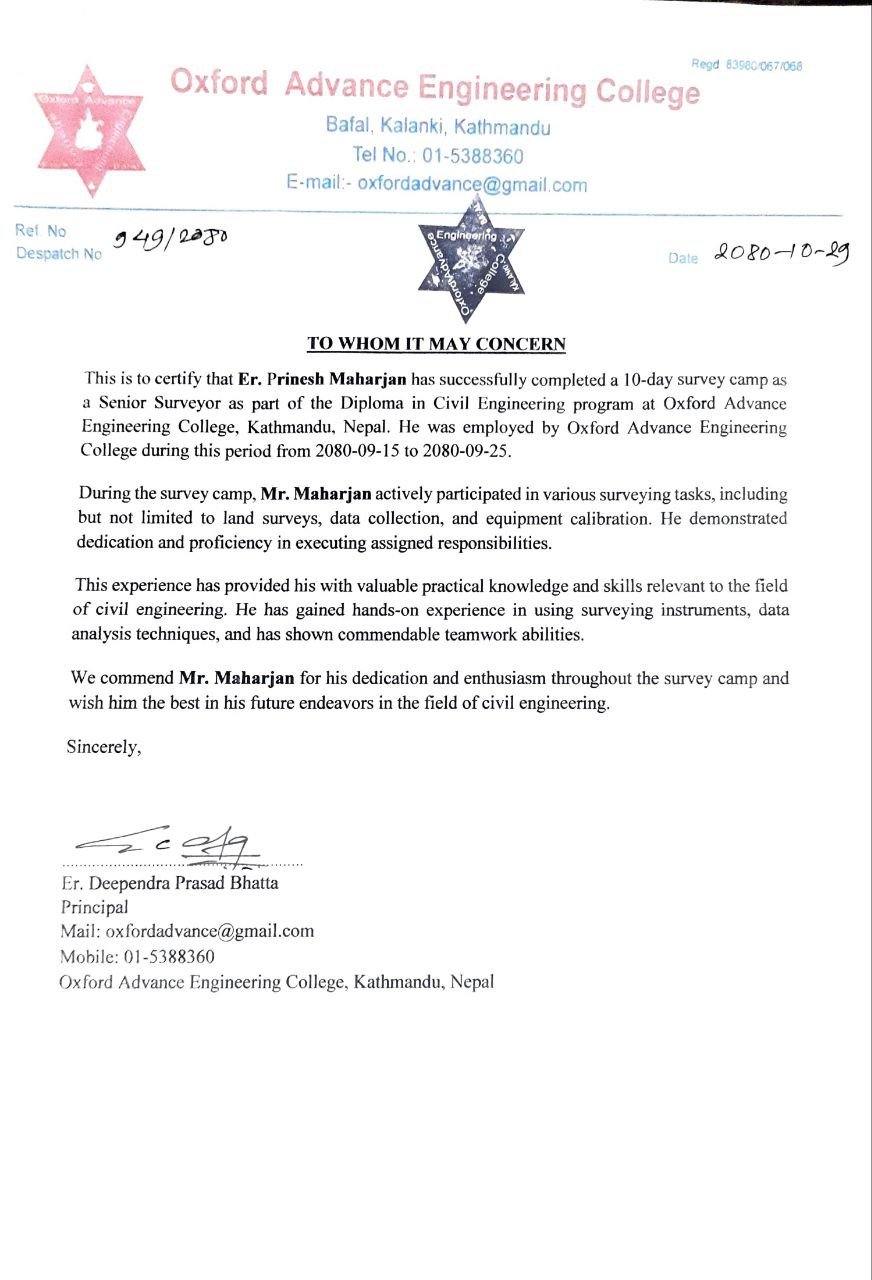 Regd 83980/067/068
Oxford Advance
Oxford Advance Engineering College
Bafal, Kalanki, Kathmandu
Tel No.: 01-5388360
E-mail:- oxfordadvance@gmail.com
Ref No
Despatch No 949/2080
Engineering
Oxford Advance
College
Date 2080-10-29
TO WHOM IT MAY CONCERN
This is to certify that Er. Prinesh Maharjan has successfully completed a 10-day survey camp as
a Senior Surveyor as part of the Diploma in Civil Engineering program at Oxford Advance
Engineering College, Kathmandu, Nepal. He was employed by Oxford Advance Engineering
College during this period from 2080-09-15 to 2080-09-25.
During the survey camp, Mr. Maharjan actively participated in various surveying tasks, including
but not limited to land surveys, data collection, and equipment calibration. He demonstrated
dedication and proficiency in executing assigned responsibilities.
This experience has provided his with valuable practical knowledge and skills relevant to the field
of civil engineering. He has gained hands-on experience in using surveying instruments, data
analysis techniques, and has shown commendable teamwork abilities.
We commend Mr. Maharjan for his dedication and enthusiasm throughout the survey camp and
wish him the best in his future endeavors in the field of civil engineering.
Sincerely,
Er. Deependra Prasad Bhatta
Principal
Mail: oxfordadvance@gmail.com
Mobile: 01-5388360
Oxford Advance Engineering College, Kathmandu, Nepal